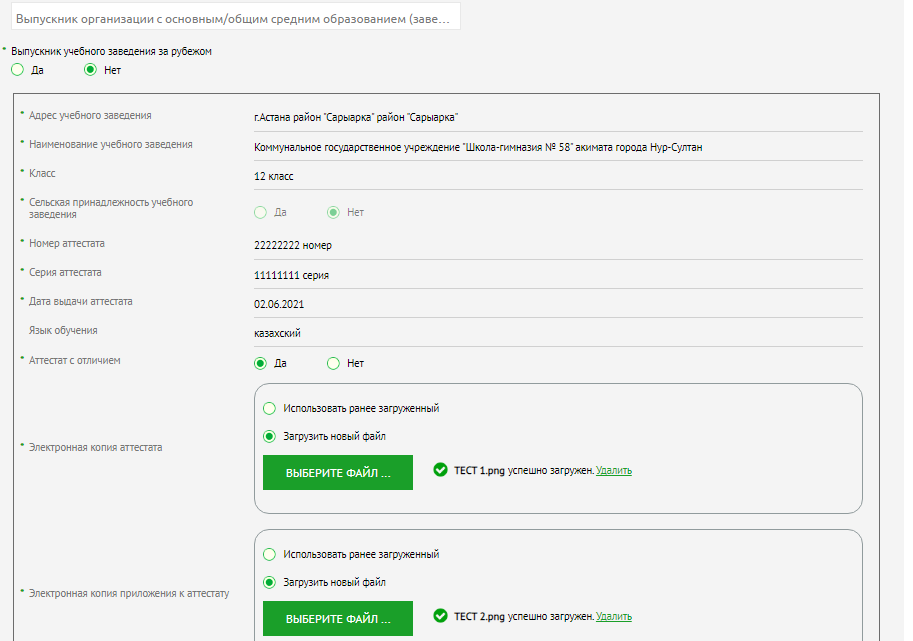 Выпускник организации с основным/общим средним образованием (заве...
* Выпускник учебного заведения за рубежом
Да Нет
* Адрес учебного заведения г.Астана район "Сарыарка" район "Сарыарка"
* Наименование учебного заведения Коммунальное государственное учреждение "Школа-гимназия № 58" акимата города Нур-Султан
* Класс 12 класс
* Сельская принадлежность учебного
заведения Да Нет
* Номер аттестата 22222222 номер
* Серия аттестата 11111111 серия
* Дата выдачи аттестата 02.06.2021
Язык обучения казахский
* Аттестат с отличием Да Нет
Использовать ранее загруженный
Загрузить новый файл
* Электронная копия аттестата
ВЫБЕРИТЕ ФАЙЛ ... ТЕСТ 1.png успешно загружен. Удалить
Использовать ранее загруженный
Загрузить новый файл
* Электронная копия приложения к аттестату
ВЫБЕРИТЕ ФАЙЛ ... ТЕСТ 2.png успешно загружен. Удалить